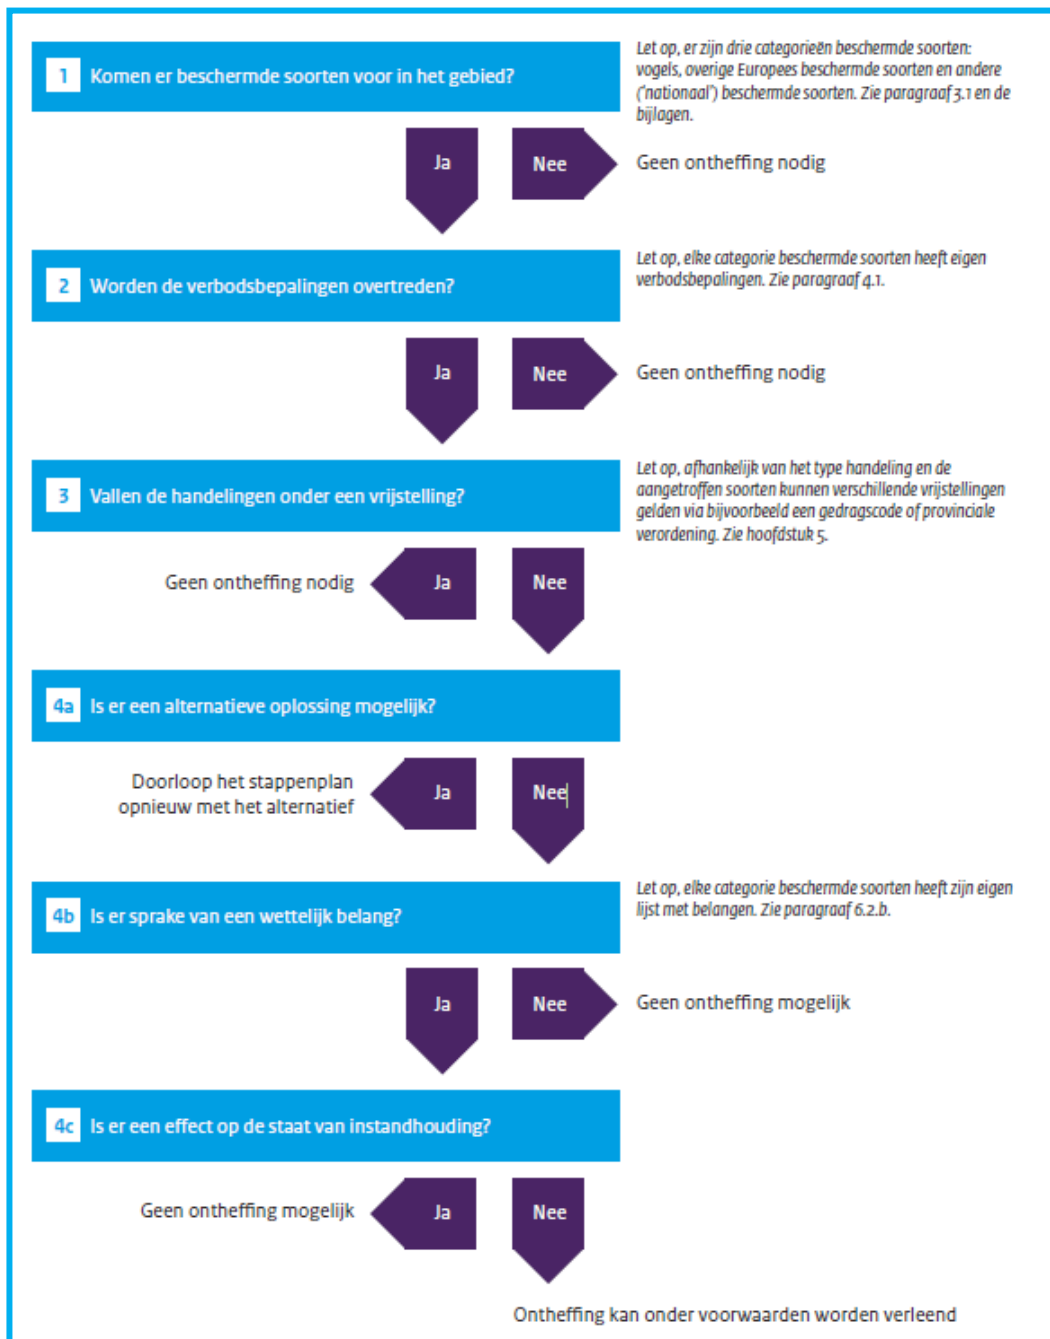 1 Komen er beschermde soorten voor in het gebied?
Let op, er zijn drie categorieën beschermde soorten:
vogels, overige Europees beschermde soorten en andere
('nationaal') beschermde soorten. Zie paragraaf 3.1 en de
bijlagen.
Ja
Nee
Geen ontheffing nodig
2 Worden de verbodsbepalingen overtreden?
Let op, elke categorie beschermde soorten heeft eigen
verbodsbepalingen. Zie paragraaf 4.1.
Ja
Nee
Geen ontheffing nodig
3 Vallen de handelingen onder een vrijstelling?
Let op, afhankelijk van het type handeling en de
aangetroffen soorten kunnen verschillende vrijstellingen
gelden via bijvoorbeeld een gedragscode of provinciale
verordening. Zie hoofdstuk 5.
Geen ontheffing nodig
Ja
Nee
4a Is er een alternatieve oplossing mogelijk?
Doorloop het stappenplan
opnieuw met het alternatief
Ja
Nee
4b Is er sprake van een wettelijk belang?
Let op, elke categorie beschermde soorten heeft zijn eigen
lijst met belangen. Zie paragraaf 6.2.b.
Ja
Nee
Geen ontheffing mogelijk
4c Is er een effect op de staat van instandhouding?
Geen ontheffing mogelijk
Ja
Nee
Ontheffing kan onder voorwaarden worden verleend